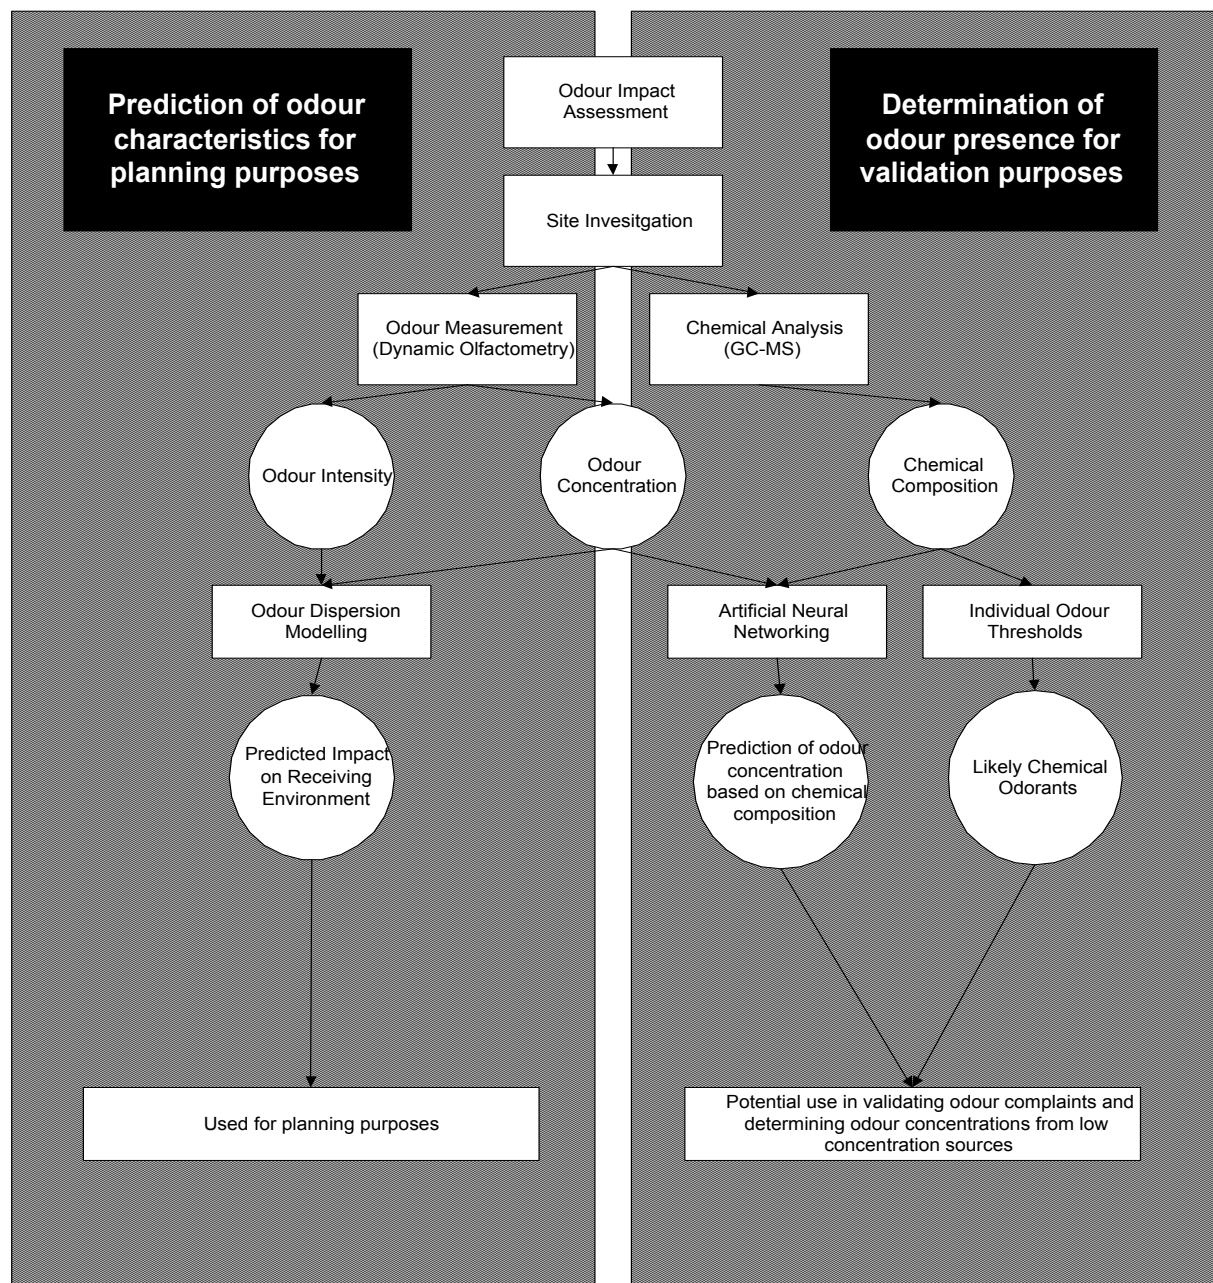 Prediction of odour
characteristics for
planning purposes
Odour Impact
Assessment
Determination of
odour presence for
validation purposes
Site Invesitgation
Odour Measurement
(Dynamic Olfactometry)
Chemical Analysis
(GC-MS)
Odour Intensity
Odour
Concentration
Chemical
Composition
Odour Dispersion
Modelling
Artificial Neural
Networking
Individual Odour
Thresholds
Predicted Impact
on Receiving
Environment
Prediction of odour
concentration
based on chemical
composition
Likely Chemical
Odorants
Used for planning purposes
Potential use in validating odour complaints and
determining odour concentrations from low
concentration sources